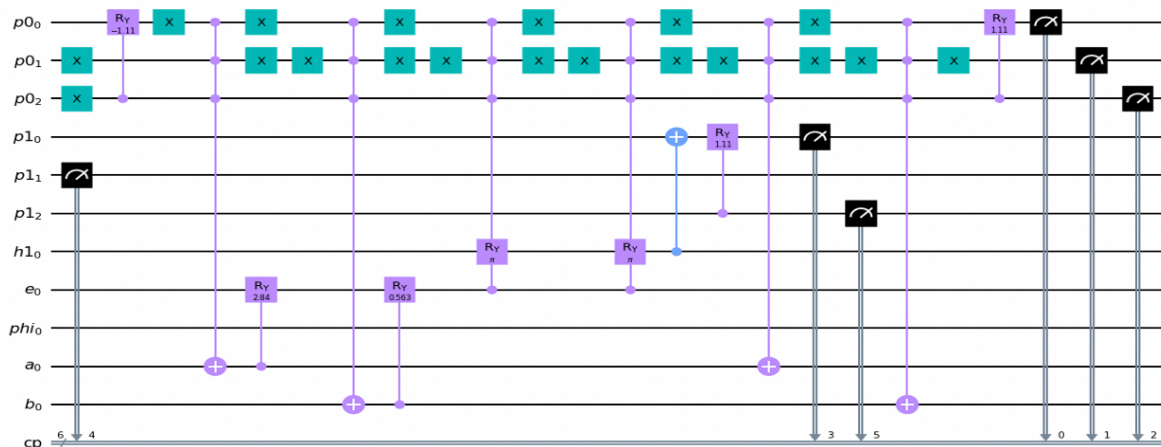 p0₀ R_Y -1.11 X X X X X X R_Y 1.11
p0₁ X X X X X X X X X X X X
p0₂ X
p1₀ R_Y 1.11
p1₁
p1₂
h1₀ R_Y π R_Y π
e₀ R_Y 2.84 R_Y 0.563
phi₀
a₀
b₀
cp 6 4 3 5 0 1 2